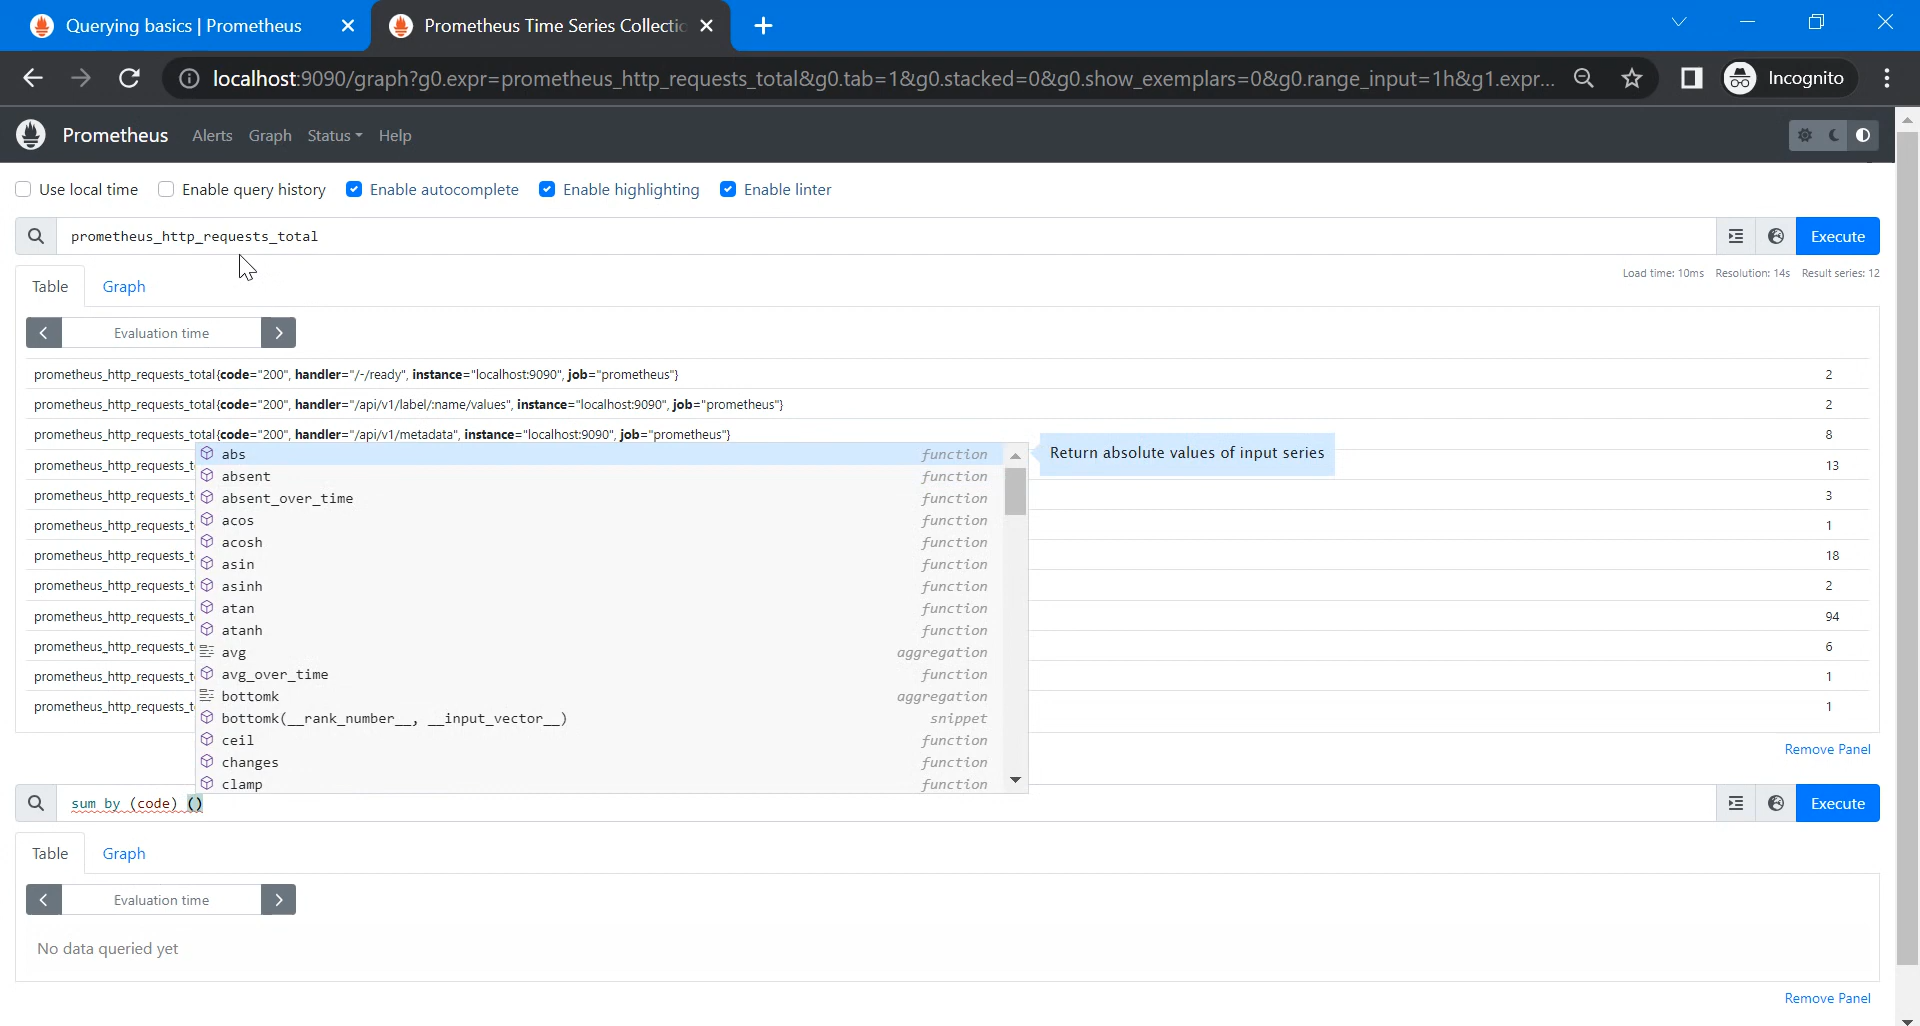 Querying basics | Prometheus
Prometheus Time Series Collectio
localhost:9090/graph?g0.expr=prometheus_http_requests_total&g0.tab=1&g0.stacked=0&g0.show_exemplars=0&g0.range_input=1h&g1.expr...
Incognito
Prometheus Alerts Graph Status Help
Use local time Enable query history Enable autocomplete Enable highlighting Enable linter
prometheus_http_requests_total Execute
Load time: 10ms Resolution: 14s Result series: 12
Table Graph
Evaluation time
prometheus_http_requests_total{code="200", handler="/-/ready", instance="localhost:9090", job="prometheus"} 2
prometheus_http_requests_total{code="200", handler="/api/v1/label/:name/values", instance="localhost:9090", job="prometheus"} 2
prometheus_http_requests_total{code="200", handler="/api/v1/metadata", instance="localhost:9090", job="prometheus"} 8
prometheus_http_requests_t 13
prometheus_http_requests_t 3
prometheus_http_requests_t 1
prometheus_http_requests_t 18
prometheus_http_requests_t 2
prometheus_http_requests_t 94
prometheus_http_requests_t 6
prometheus_http_requests_t 1
prometheus_http_requests_t 1
abs function
Return absolute values of input series
absent function
absent_over_time function
acos function
acosh function
asin function
asinh function
atan function
atanh function
avg aggregation
avg_over_time function
bottomk aggregation
bottomk(__rank_number__, __input_vector__) snippet
ceil function
changes function
clamp function
Remove Panel
sum by (code) () Execute
Table Graph
Evaluation time
No data queried yet
Remove Panel